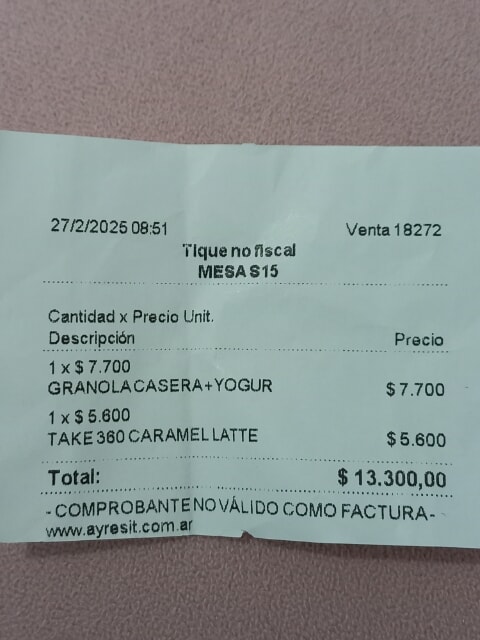 27/2/2025 08:51 Venta 18272
Tique no fiscal
MESA S15
Cantidad x Precio Unit.
Descripción Precio
1 x $ 7.700
GRANOLA CASERA+YOGUR $ 7.700
1 x $ 5.600
TAKE 360 CARAMEL LATTE $ 5.600
Total: $ 13.300,00
- COMPROBANTE NO VÁLIDO COMO FACTURA -
www.ayresit.com.ar